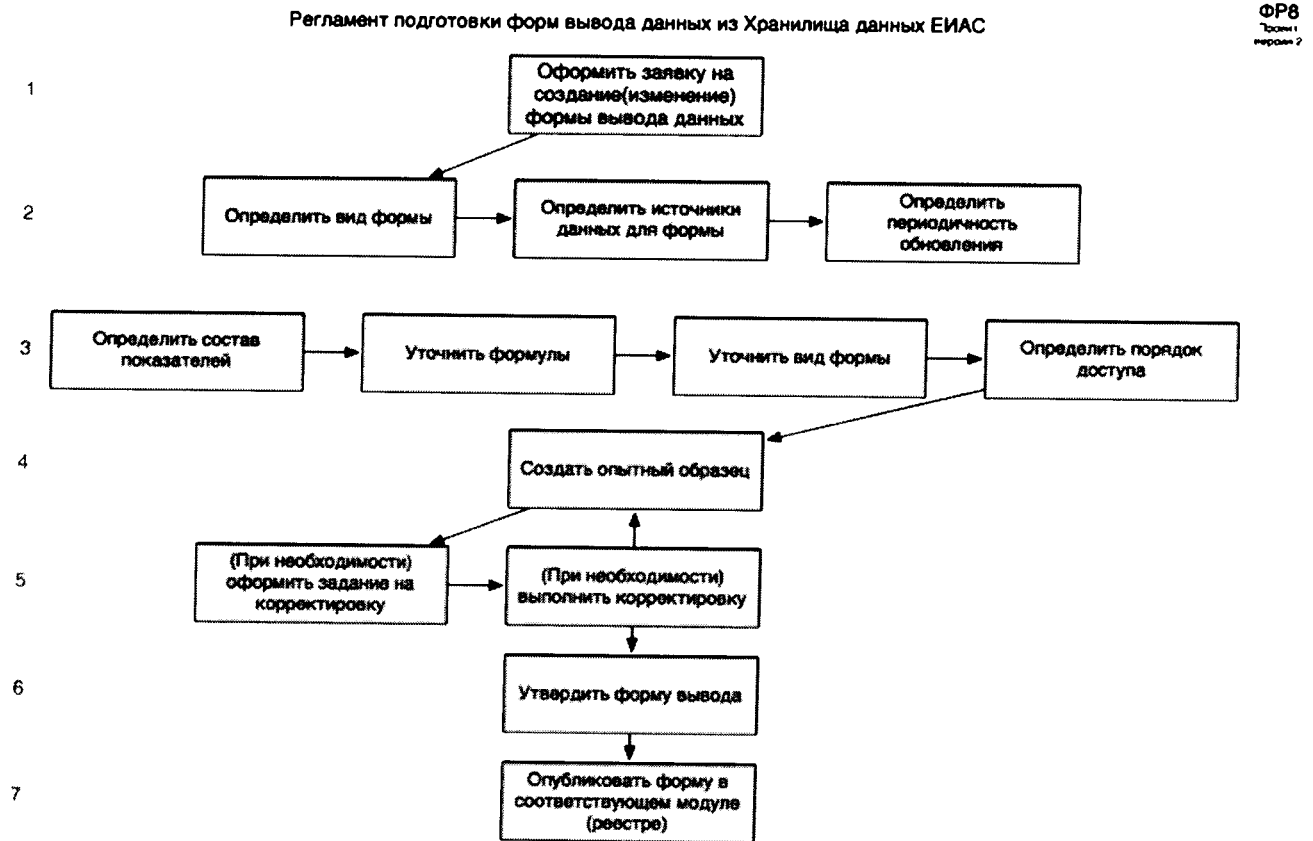 Регламент подготовки форм вывода данных из Хранилища данных ЕИАС
ФР8
версия 2
1
Оформить заявку на
создание(изменение)
формы вывода данных
2
Определить вид формы
Определить источники
данных для формы
Определить
периодичность
обновления
3
Определить состав
показателей
Уточнить формулы
Уточнить вид формы
Определить порядок
доступа
4
Создать опытный образец
5
(При необходимости)
оформить задание на
корректировку
(При необходимости)
выполнить корректировку
6
Утвердить форму вывода
7
Опубликовать форму в
соответствующем модуле
(реестре)